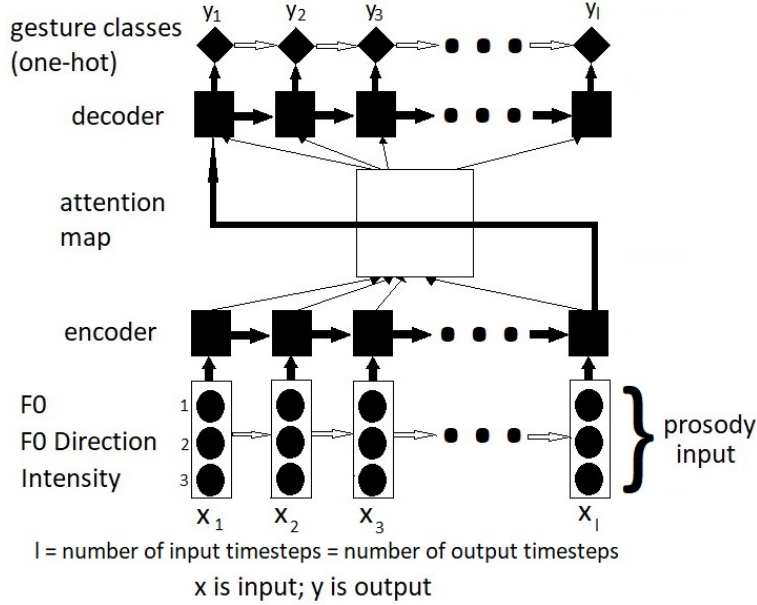 gesture classes
(one-hot)
y1 y2 y3 yl
decoder
attention
map
encoder
F0
F0 Direction
Intensity
1
2
3
prosody
input
x1 x2 x3 xl
l = number of input timesteps = number of output timesteps
x is input; y is output